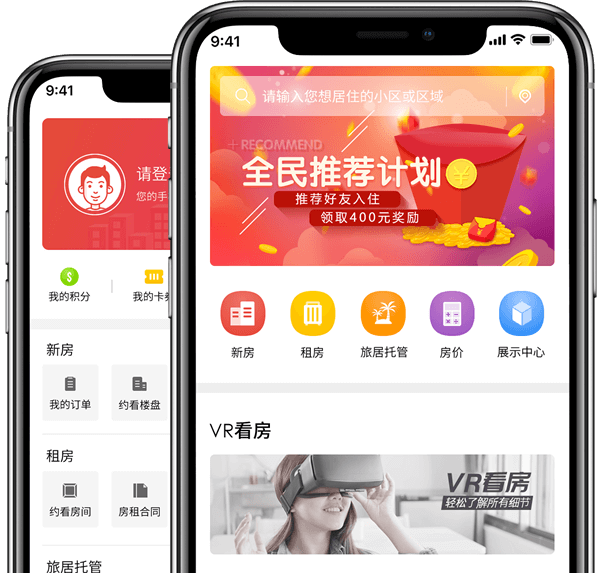 9:41
请登
您的手
我的积分
我的卡券
新房
我的订单
约看楼盘
租房
约看房间
房租合同
旅居托管
9:41
请输入您想居住的小区或区域
+ RECOMMEND
全民推荐计划
推荐好友入住
领取400元奖励
新房
租房
旅居托管
房价
展示中心
VR看房
VR看房
轻松了解所有细节